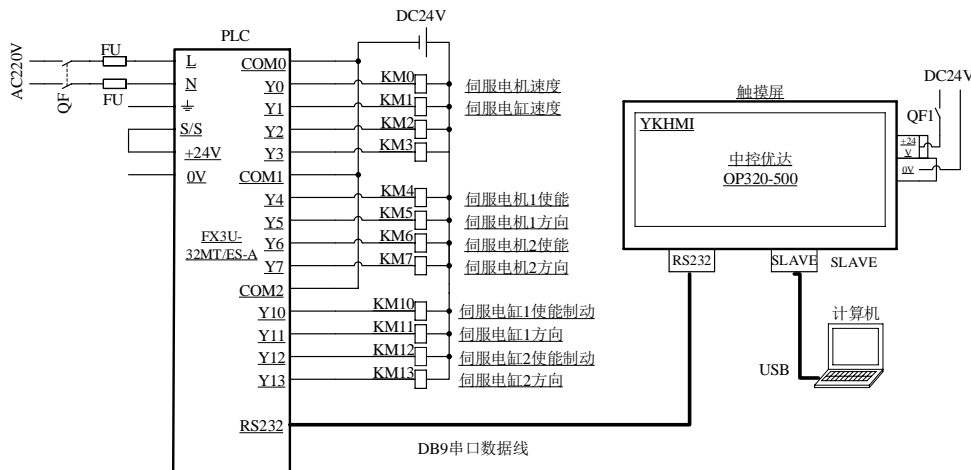 DC24V
PLC
AC220V
QF
FU
FU
L
N
S/S
+24V
0V
FX3U-
32MT/ES-A
COM0
Y0
Y1
Y2
Y3
COM1
Y4
Y5
Y6
Y7
COM2
Y10
Y11
Y12
Y13
RS232
KM0
伺服电机速度
KM1
伺服电缸速度
KM2
KM3
KM4
伺服电机1使能
KM5
伺服电机1方向
KM6
伺服电机2使能
KM7
伺服电机2方向
KM10
伺服电缸1使能制动
KM11
伺服电缸1方向
KM12
伺服电缸2使能制动
KM13
伺服电缸2方向
DB9串口数据线
触摸屏
YKHMI
中控优达
OP320-500
DC24V
QF1
+24
V
0V
RS232
SLAVE
SLAVE
计算机
USB